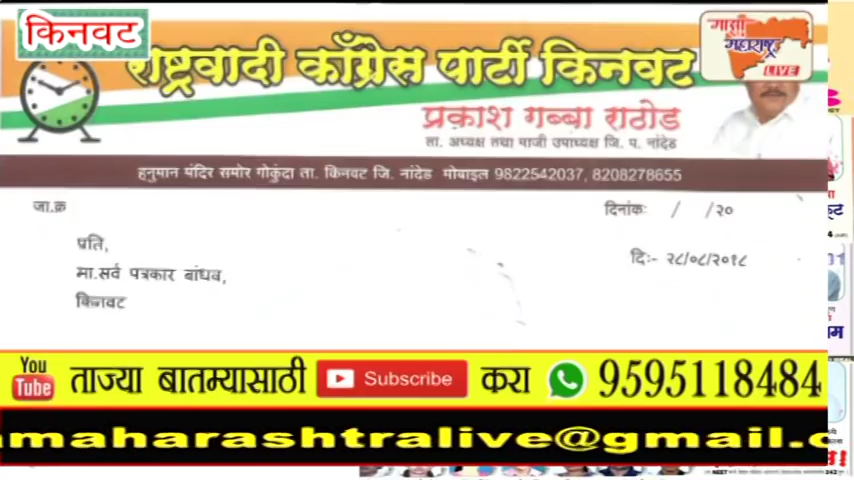 किनवट
माझा
महाराष्ट्र
LIVE
राष्ट्रवादी काँग्रेस पार्टी किनवट
प्रकाश गब्बा राठोड
ता. अध्यक्ष तथा माजी उपाध्यक्ष जि. प. नांदेड
हनुमान मंदिर समोर गोकुंदा ता. किनवट जि. नांदेड मोबाइल 9822542037, 8208278655
जा.क्र
दिनांकः / /२०
प्रति,
दिः- २८/०८/२०१८
मा.सर्व पत्रकार बांधव,
किनवट
You Tube ताज्या बातम्यासाठी Subscribe करा 9595118484
amaharashtralive@gmail.c